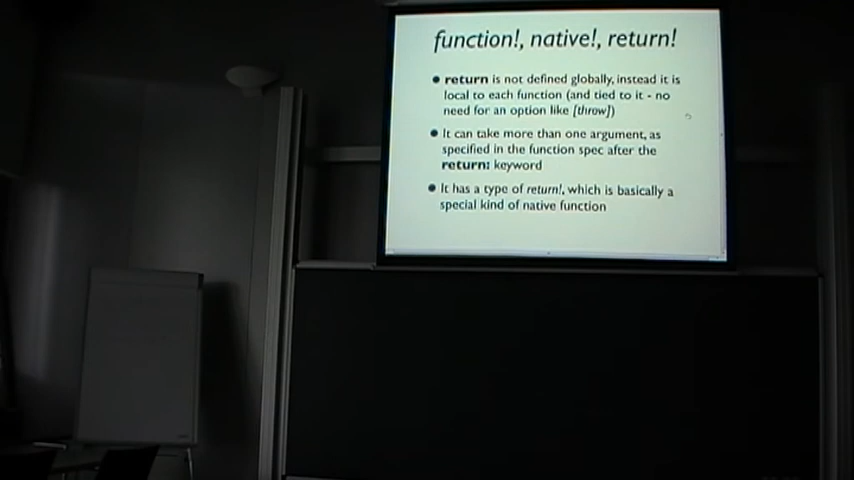 function!, native!, return!
• return is not defined globally, instead it is
local to each function (and tied to it - no
need for an option like [throw])
• It can take more than one argument, as
specified in the function spec after the
return: keyword
• It has a type of return!, which is basically a
special kind of native function